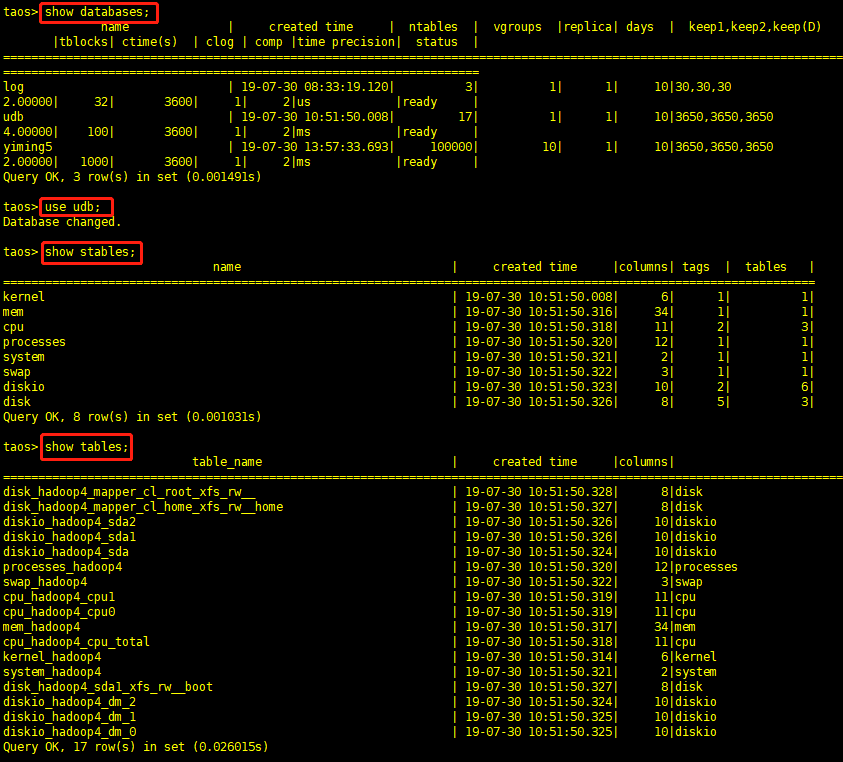 taos> show databases;
name | created time | ntables | vgroups |replica| days | keep1,keep2,keep(D)
|tblocks| ctime(s) | clog | comp |time precision| status |
================================================================================================================================
====================================================================
log | 19-07-30 08:33:19.120| 3| 1| 1| 10|30,30,30
2.00000| 32| 3600| 1| 2|us |ready |
udb | 19-07-30 10:51:50.008| 17| 1| 1| 10|3650,3650,3650
4.00000| 100| 3600| 1| 2|ms |ready |
yiming5 | 19-07-30 13:57:33.693| 100000| 10| 1| 10|3650,3650,3650
2.00000| 1000| 3600| 1| 2|ms |ready |
Query OK, 3 row(s) in set (0.001491s)
taos> use udb;
Database changed.
taos> show stables;
name | created time |columns| tags | tables |
====================================================================================================================
kernel | 19-07-30 10:51:50.008| 6| 1| 1|
mem | 19-07-30 10:51:50.316| 34| 1| 1|
cpu | 19-07-30 10:51:50.318| 11| 2| 3|
processes | 19-07-30 10:51:50.320| 12| 1| 1|
system | 19-07-30 10:51:50.321| 2| 1| 1|
swap | 19-07-30 10:51:50.322| 3| 1| 1|
diskio | 19-07-30 10:51:50.323| 10| 2| 6|
disk | 19-07-30 10:51:50.326| 8| 5| 3|
Query OK, 8 row(s) in set (0.001031s)
taos> show tables;
table_name | created time |columns|
========================================================================================================================
disk_hadoop4_mapper_cl_root_xfs_rw__ | 19-07-30 10:51:50.328| 8|disk
disk_hadoop4_mapper_cl_home_xfs_rw__home | 19-07-30 10:51:50.327| 8|disk
diskio_hadoop4_sda2 | 19-07-30 10:51:50.326| 10|diskio
diskio_hadoop4_sda1 | 19-07-30 10:51:50.326| 10|diskio
diskio_hadoop4_sda | 19-07-30 10:51:50.324| 10|diskio
processes_hadoop4 | 19-07-30 10:51:50.320| 12|processes
swap_hadoop4 | 19-07-30 10:51:50.322| 3|swap
cpu_hadoop4_cpu1 | 19-07-30 10:51:50.319| 11|cpu
cpu_hadoop4_cpu0 | 19-07-30 10:51:50.319| 11|cpu
mem_hadoop4 | 19-07-30 10:51:50.317| 34|mem
cpu_hadoop4_cpu_total | 19-07-30 10:51:50.318| 11|cpu
kernel_hadoop4 | 19-07-30 10:51:50.314| 6|kernel
system_hadoop4 | 19-07-30 10:51:50.321| 2|system
disk_hadoop4_sda1_xfs_rw__boot | 19-07-30 10:51:50.327| 8|disk
diskio_hadoop4_dm_2 | 19-07-30 10:51:50.324| 10|diskio
diskio_hadoop4_dm_1 | 19-07-30 10:51:50.325| 10|diskio
diskio_hadoop4_dm_0 | 19-07-30 10:51:50.325| 10|diskio
Query OK, 17 row(s) in set (0.026015s)